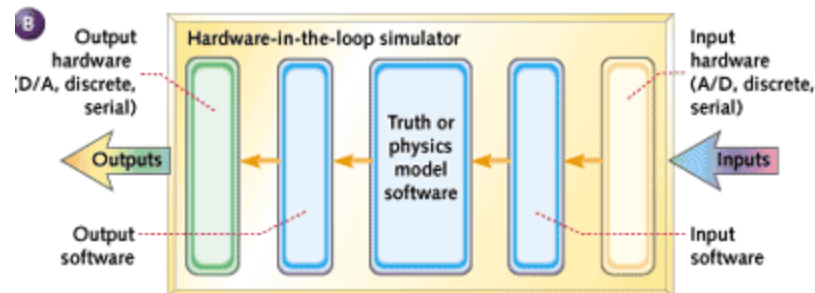 B
Output
hardware
(D/A, discrete,
serial)
Hardware-in-the-loop simulator
Input
hardware
(A/D, discrete,
serial)
Truth or
physics
model
software
Outputs
Inputs
Output
software
Input
software